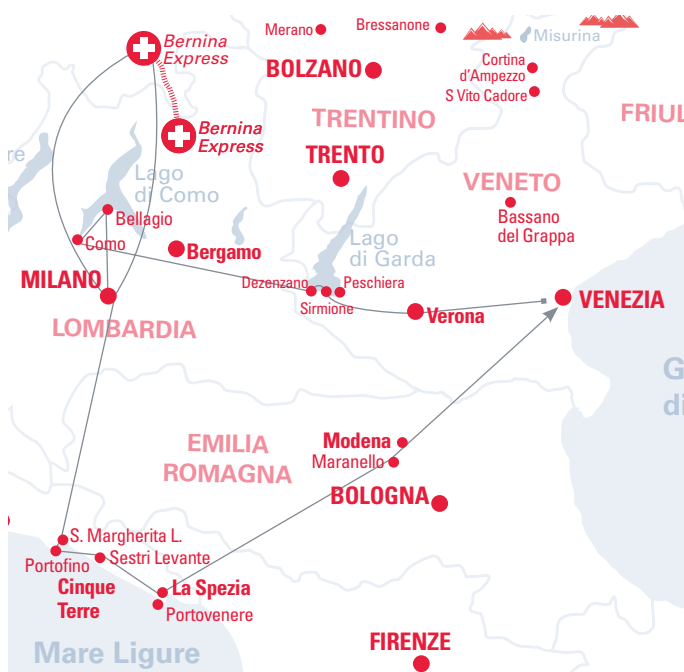 Merano
Bressanone
Misurina
Bernina
Express
BOLZANO
Cortina
d'Ampezzo
S Vito Cadore
TRENTINO
FRIUL
Bernina
Express
re
TRENTO
Lago
di Como
VENETO
Bellagio
Bassano
del Grappa
Como
Bergamo
Lago
di Garda
MILANO
Dezenzano
Peschiera
Sirmione
VENEZIA
LOMBARDIA
Verona
G
di
EMILIA
ROMAGNA
Modena
Maranello
BOLOGNA
S. Margherita L.
Portofino
Sestri Levante
Cinque
Terre
La Spezia
Portovenere
FIRENZE
Mare Ligure